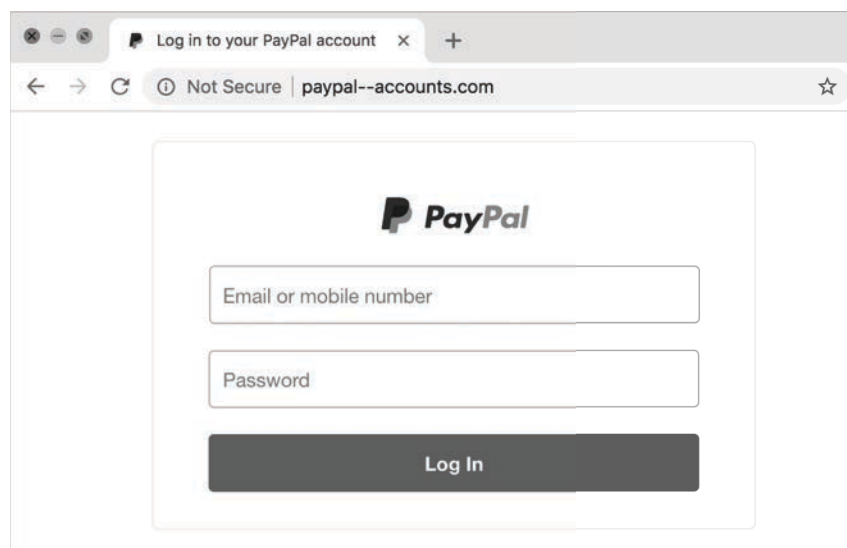 Log in to your PayPal account
Not Secure | paypal--accounts.com
PayPal
Email or mobile number
Password
Log In